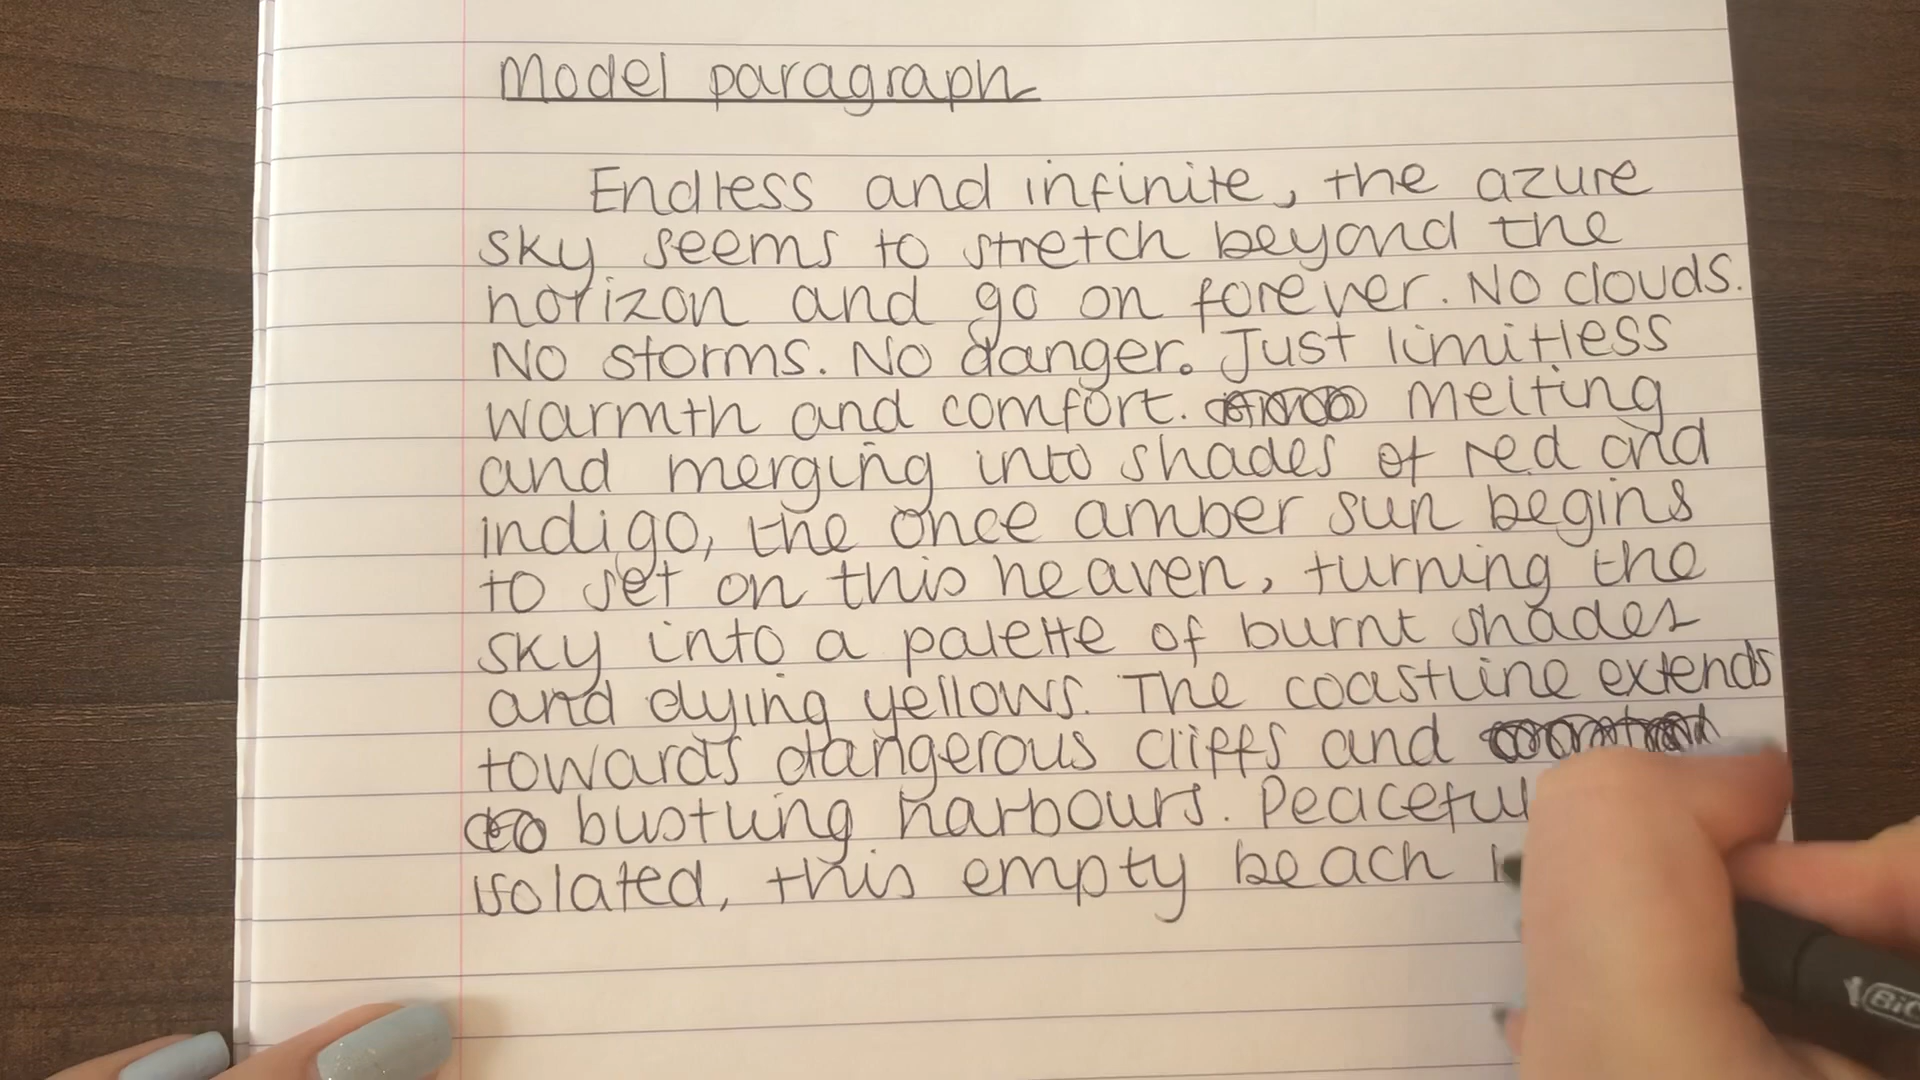 Model paragraph
Endless and infinite, the azure
sky seems to stretch beyond the
horizon and go on forever. No clouds.
No storms. No danger. Just limitless
warmth and comfort. Melting
and merging into shades of red and
indigo, the once amber sun begins
to set on this heaven, turning the
sky into a palette of burnt shades
and dying yellows. The coastline extends
towards dangerous cliffs and
bustling harbours. Peaceful
isolated, this empty beach
BIC